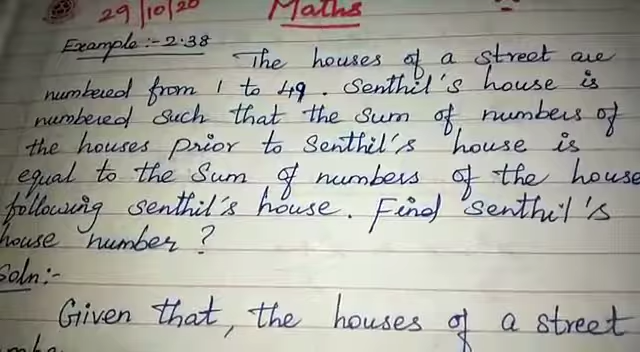 29/10/20 Maths
Example:-2.38
The houses of a street are
numbered from 1 to 49. Senthil's house is
numbered such that the sum of numbers of
the houses prior to Senthil's house is
equal to the sum of numbers of the house
following senthil's house. Find Senthil's
house number?
Soln:-
Given that, the houses of a street